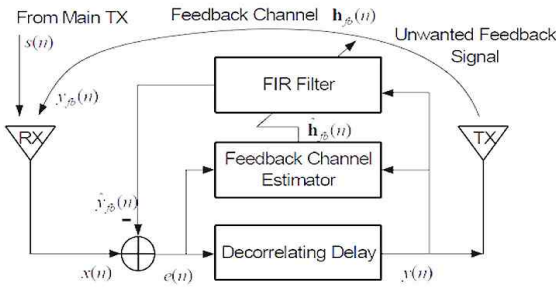 From Main TX
Feedback Channel h_fb(n)
s(n)
Unwanted Feedback
Signal
y_fb(n)
FIR Filter
ĥ_fb(n)
RX
TX
Feedback Channel
Estimator
ŷ_fb(n)
−
Decorrelating Delay
x(n)
e(n)
y(n)